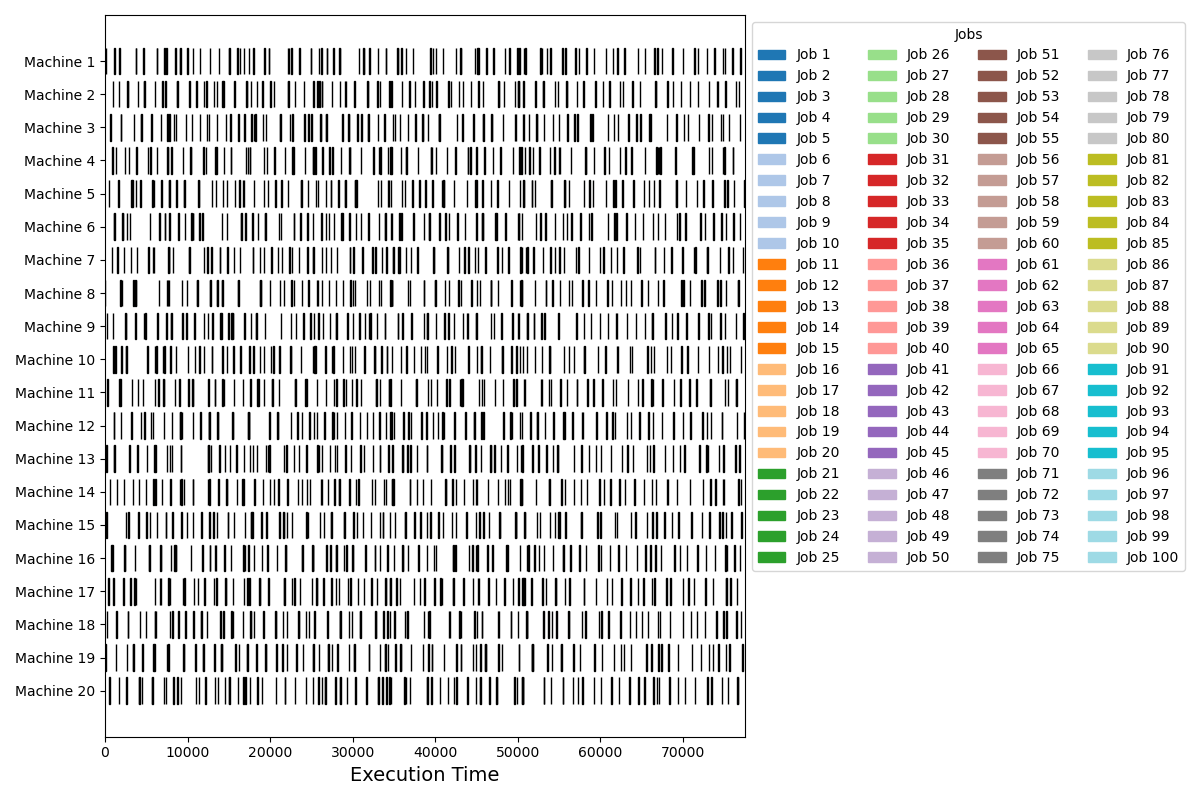 Machine 1
Machine 2
Machine 3
Machine 4
Machine 5
Machine 6
Machine 7
Machine 8
Machine 9
Machine 10
Machine 11
Machine 12
Machine 13
Machine 14
Machine 15
Machine 16
Machine 17
Machine 18
Machine 19
Machine 20
0 10000 20000 30000 40000 50000 60000 70000
Execution Time
Jobs
Job 1 Job 26 Job 51 Job 76
Job 2 Job 27 Job 52 Job 77
Job 3 Job 28 Job 53 Job 78
Job 4 Job 29 Job 54 Job 79
Job 5 Job 30 Job 55 Job 80
Job 6 Job 31 Job 56 Job 81
Job 7 Job 32 Job 57 Job 82
Job 8 Job 33 Job 58 Job 83
Job 9 Job 34 Job 59 Job 84
Job 10 Job 35 Job 60 Job 85
Job 11 Job 36 Job 61 Job 86
Job 12 Job 37 Job 62 Job 87
Job 13 Job 38 Job 63 Job 88
Job 14 Job 39 Job 64 Job 89
Job 15 Job 40 Job 65 Job 90
Job 16 Job 41 Job 66 Job 91
Job 17 Job 42 Job 67 Job 92
Job 18 Job 43 Job 68 Job 93
Job 19 Job 44 Job 69 Job 94
Job 20 Job 45 Job 70 Job 95
Job 21 Job 46 Job 71 Job 96
Job 22 Job 47 Job 72 Job 97
Job 23 Job 48 Job 73 Job 98
Job 24 Job 49 Job 74 Job 99
Job 25 Job 50 Job 75 Job 100